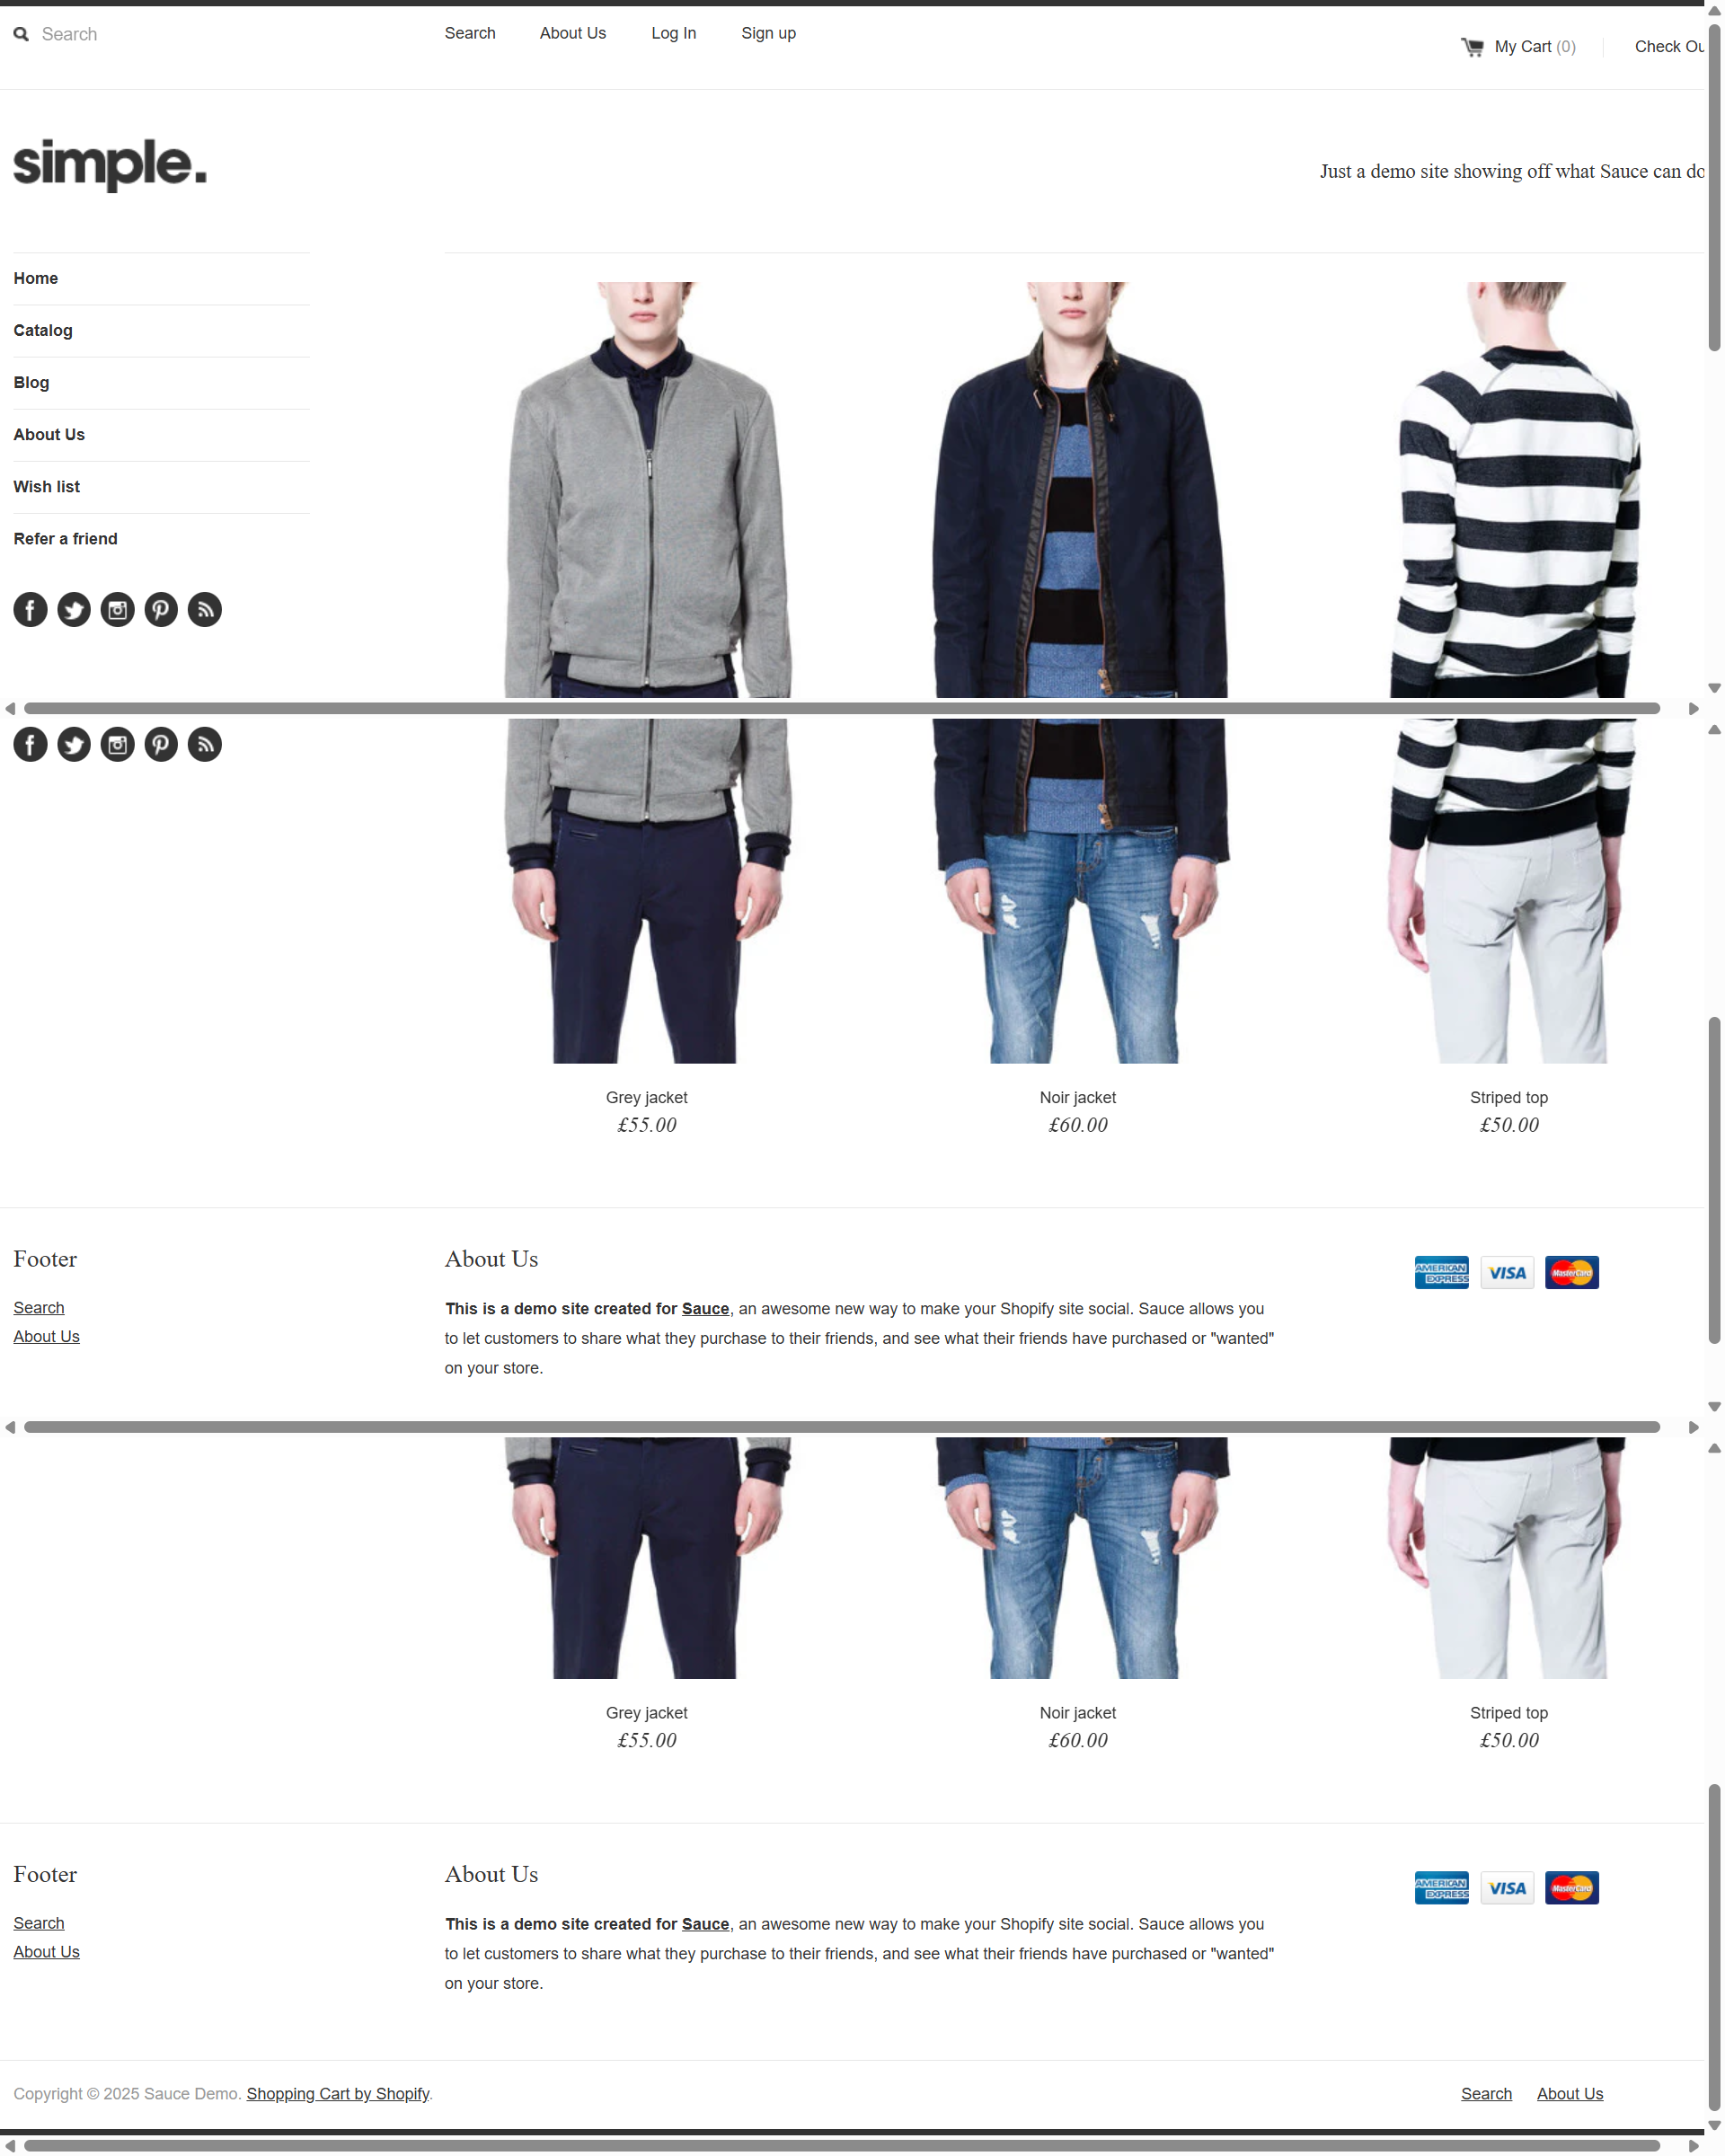 Search
Search About Us Log In Sign up
My Cart (0) Check Ou
simple.
Just a demo site showing off what Sauce can do
Home
Catalog
Blog
About Us
Wish list
Refer a friend
Grey jacket
£55.00
Noir jacket
£60.00
Striped top
£50.00
Footer
Search
About Us
About Us
This is a demo site created for Sauce, an awesome new way to make your Shopify site social. Sauce allows you
to let customers to share what they purchase to their friends, and see what their friends have purchased or "wanted"
on your store.
AMERICAN EXPRESS
VISA
MasterCard
Grey jacket
£55.00
Noir jacket
£60.00
Striped top
£50.00
Footer
Search
About Us
About Us
This is a demo site created for Sauce, an awesome new way to make your Shopify site social. Sauce allows you
to let customers to share what they purchase to their friends, and see what their friends have purchased or "wanted"
on your store.
AMERICAN EXPRESS
VISA
MasterCard
Copyright © 2025 Sauce Demo. Shopping Cart by Shopify.
Search About Us